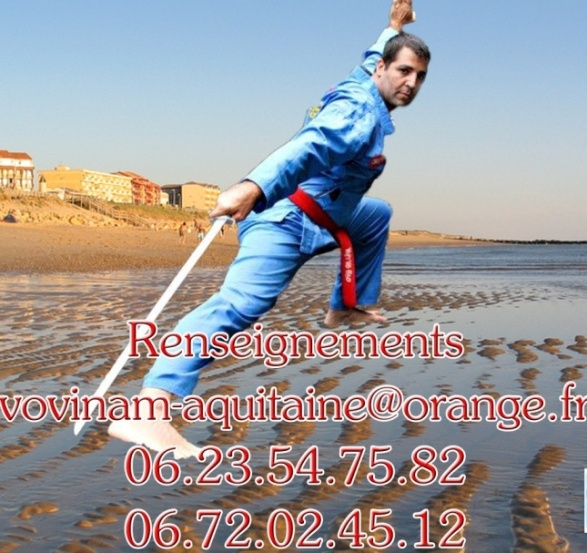 Renseignements
vovinam-aquitaine@orange.fr
06.23.54.75.82
06.72.02.45.12